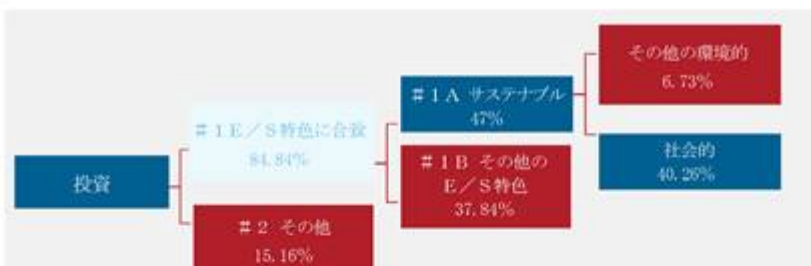 投資
#1E/S特色に合致
84.84%
#2 その他
15.16%
#1A サステナブル
47%
#1B その他の
E/S特色
37.84%
その他の環境的
6.73%
社会的
40.26%